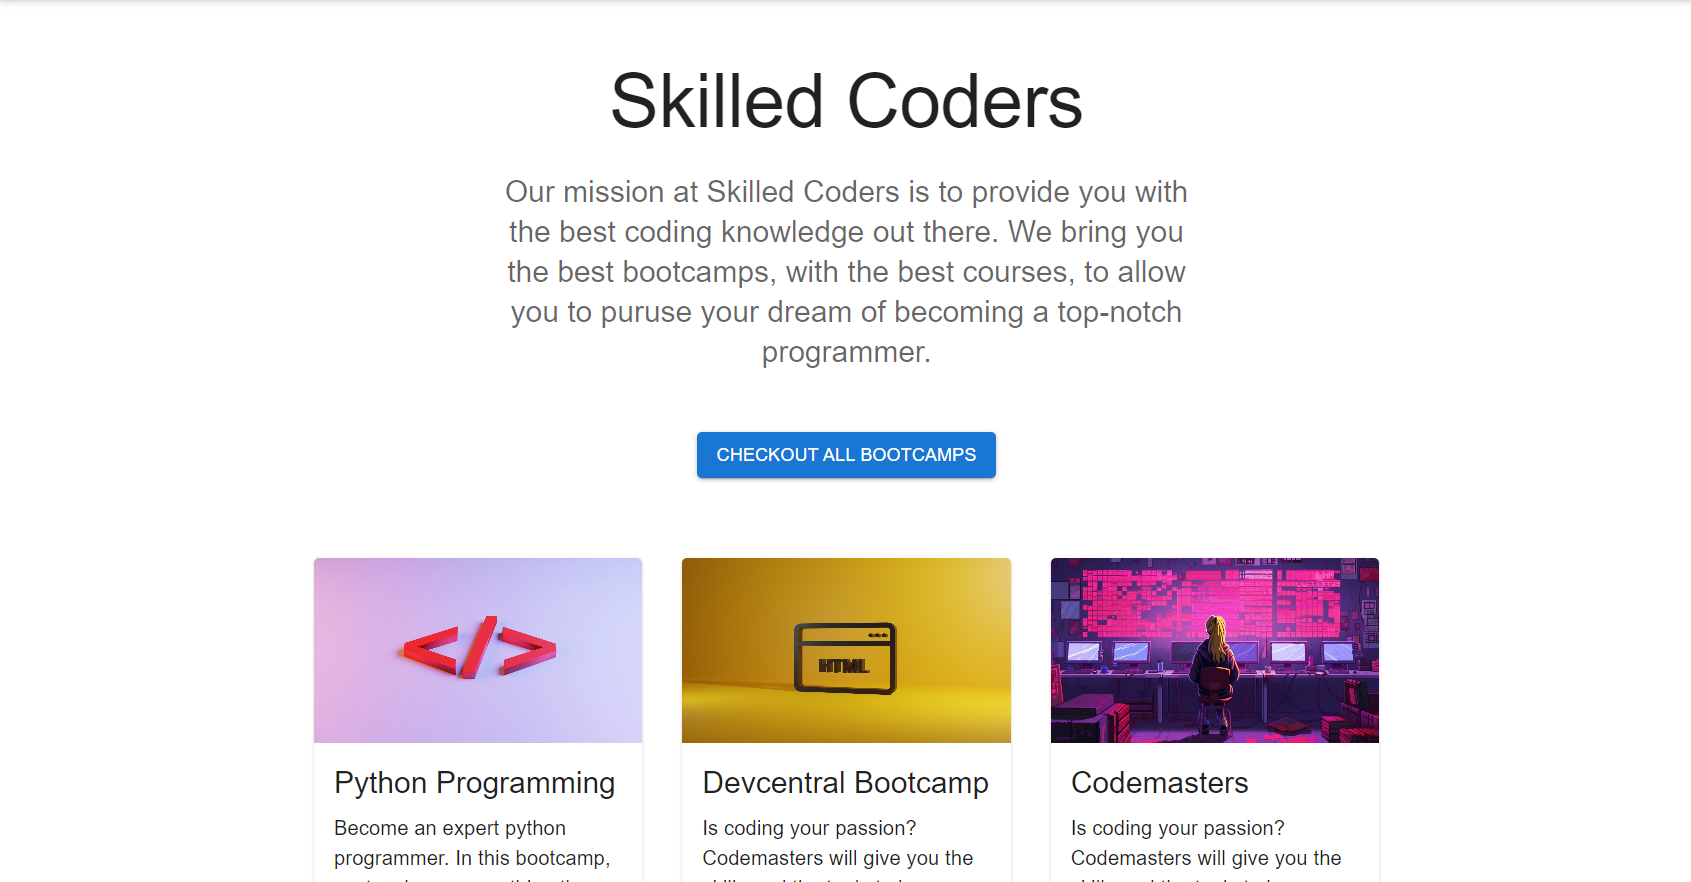 Skilled Coders
Our mission at Skilled Coders is to provide you with
the best coding knowledge out there. We bring you
the best bootcamps, with the best courses, to allow
you to puruse your dream of becoming a top-notch
programmer.
CHECKOUT ALL BOOTCAMPS
</>
HTML
Python Programming
Become an expert python
programmer. In this bootcamp,
Devcentral Bootcamp
Is coding your passion?
Codemasters will give you the
Codemasters
Is coding your passion?
Codemasters will give you the